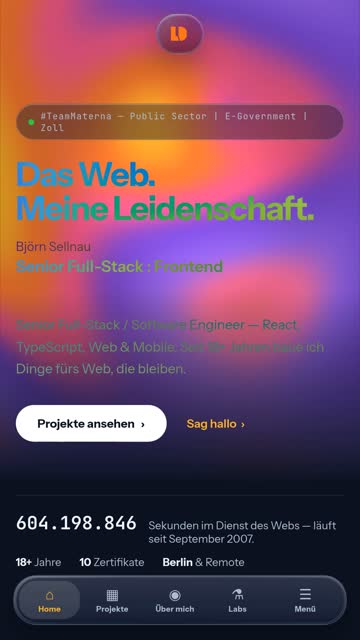 #TeamMaterna — Public Sector | E-Government |
Zoll
Das Web.
Meine Leidenschaft.
Björn Sellnau
Senior Full-Stack : Frontend
Senior Full-Stack / Software Engineer — React,
TypeScript, Web & Mobile. Seit 18+ Jahren baue ich
Dinge fürs Web, die bleiben.
Projekte ansehen ›
Sag hallo ›
604.198.846
Sekunden im Dienst des Webs — läuft
seit September 2007.
18+ Jahre
10 Zertifikate
Berlin & Remote
Home
Projekte
Über mich
Labs
Menü